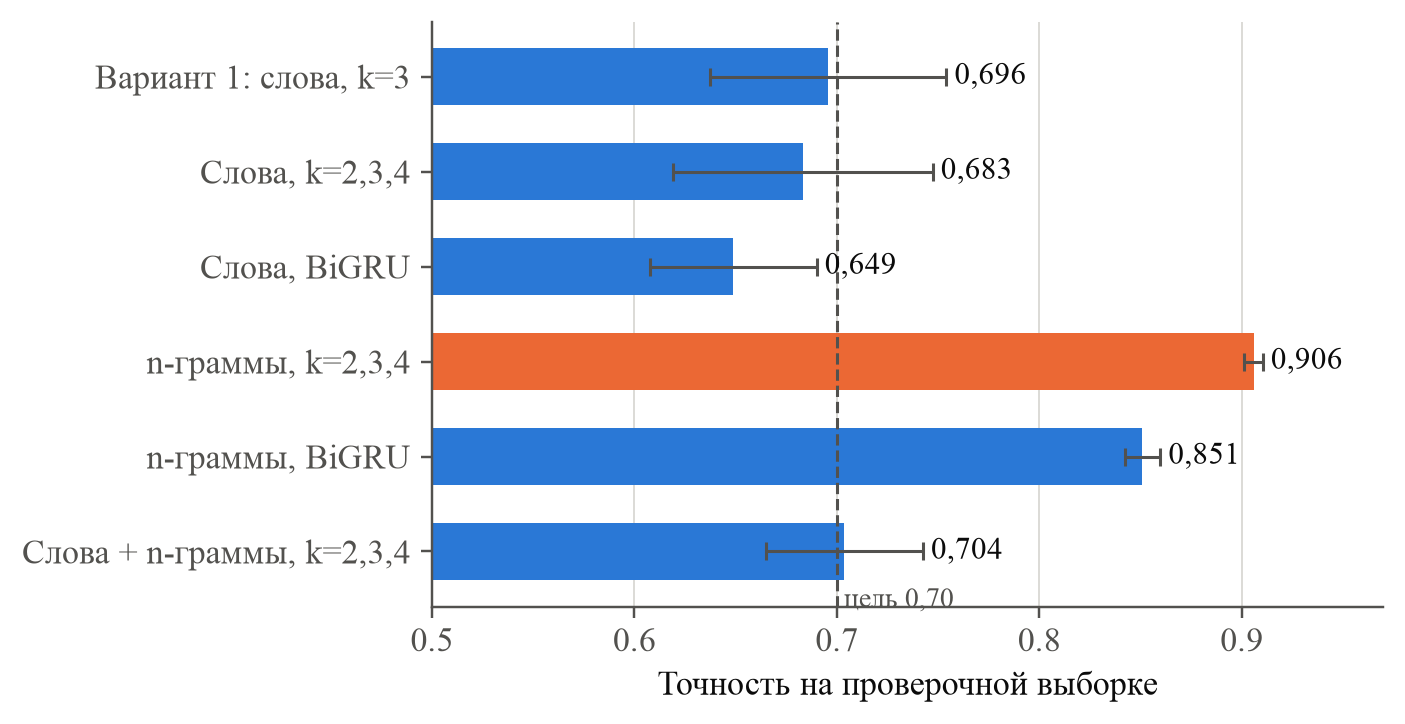 Вариант 1: слова, k=3
0,696
Слова, k=2,3,4
0,683
Слова, BiGRU
0,649
n-граммы, k=2,3,4
0,906
n-граммы, BiGRU
0,851
Слова + n-граммы, k=2,3,4
0,704
цель 0,70
0.5 0.6 0.7 0.8 0.9
Точность на проверочной выборке